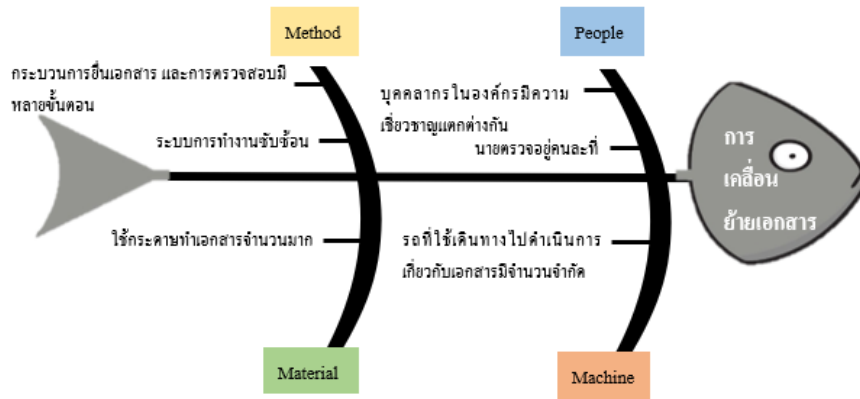 Method
People
กระบวนการยื่นเอกสาร และการตรวจสอบมี
หลายขั้นตอน
ระบบการทำงานซับซ้อน
บุคคลากรในองค์กรมีความ
เชี่ยวชาญแตกต่างกัน
นายตรวจอยู่คนละที่
การ
เคลื่อน
ย้ายเอกสาร
ใช้กระดาษทำเอกสารจำนวนมาก
รถที่ใช้เดินทางไปดำเนินการ
เกี่ยวกับเอกสารมีจำนวนจำกัด
Material
Machine